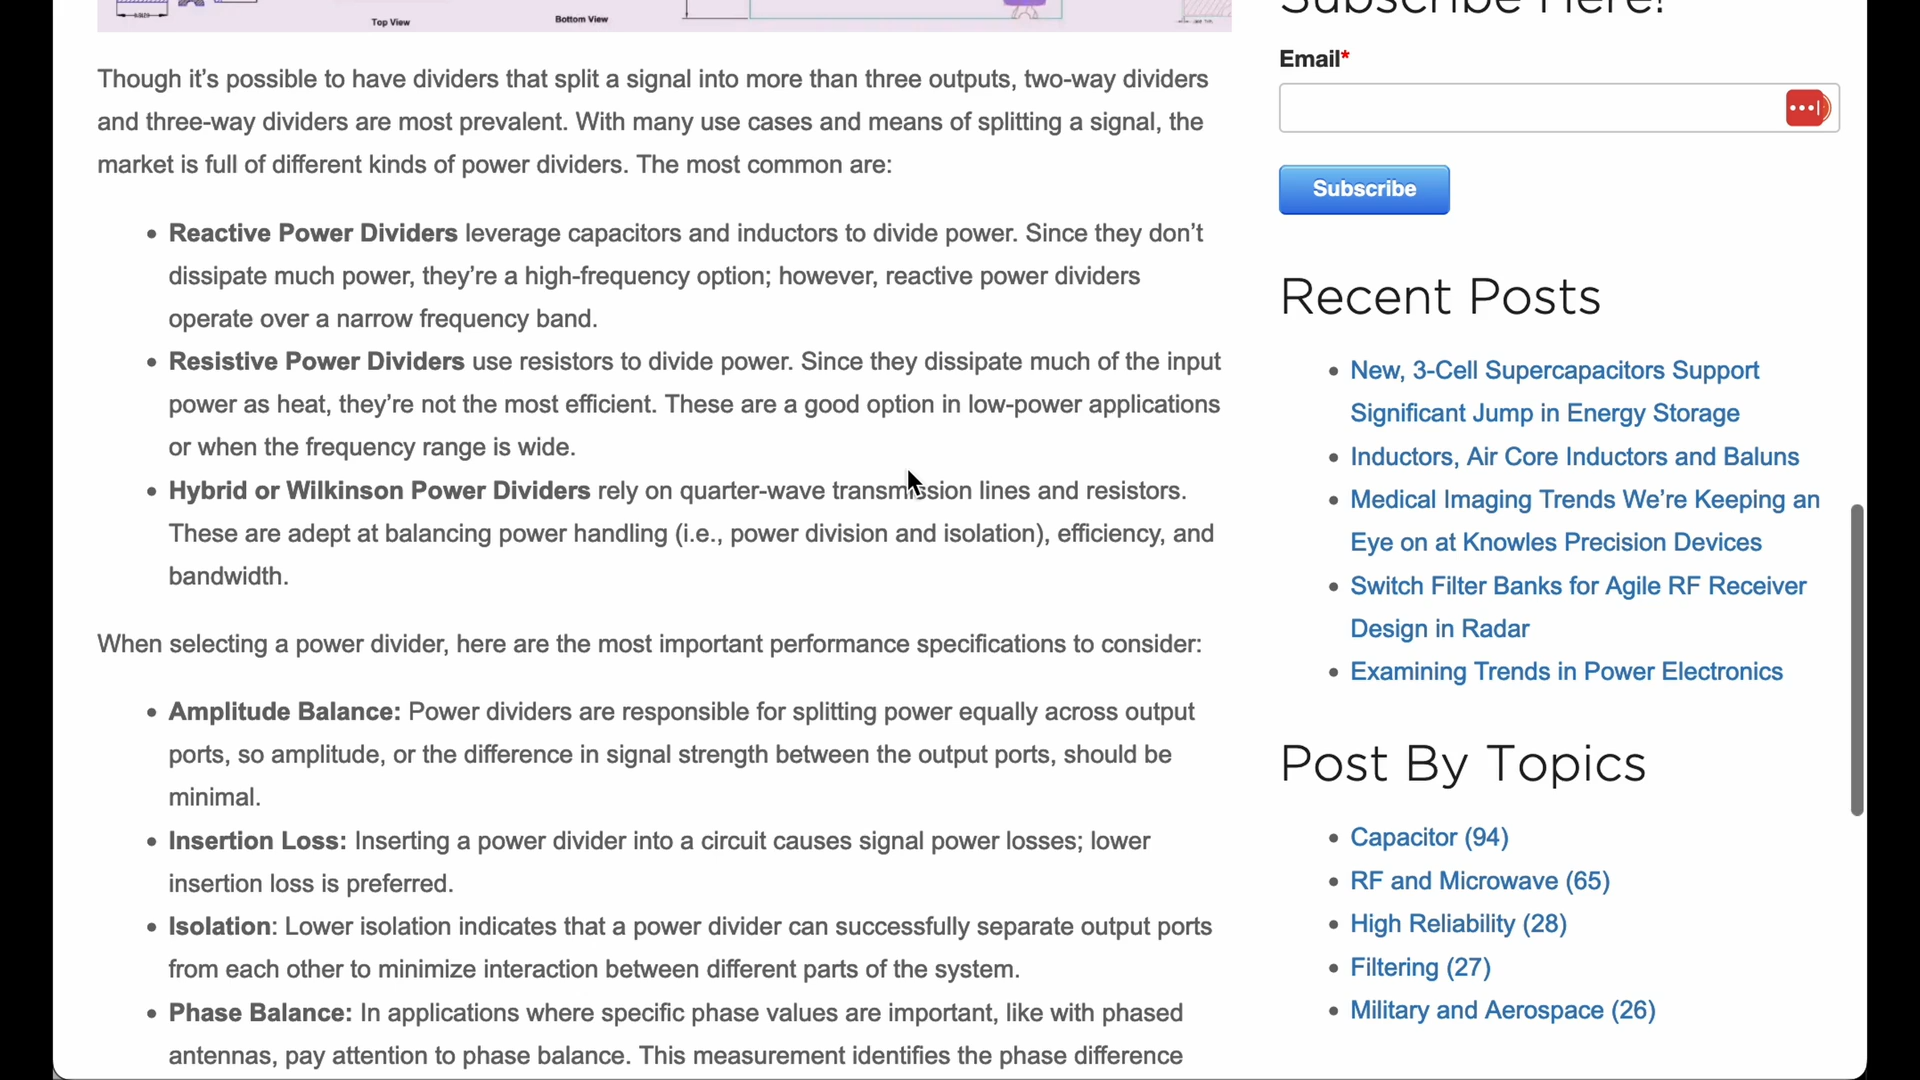 Top View
Bottom View
Subscribe Here!
Though it’s possible to have dividers that split a signal into more than three outputs, two-way dividers
and three-way dividers are most prevalent. With many use cases and means of splitting a signal, the
market is full of different kinds of power dividers. The most common are:
• Reactive Power Dividers leverage capacitors and inductors to divide power. Since they don’t
dissipate much power, they’re a high-frequency option; however, reactive power dividers
operate over a narrow frequency band.
• Resistive Power Dividers use resistors to divide power. Since they dissipate much of the input
power as heat, they’re not the most efficient. These are a good option in low-power applications
or when the frequency range is wide.
• Hybrid or Wilkinson Power Dividers rely on quarter-wave transmission lines and resistors.
These are adept at balancing power handling (i.e., power division and isolation), efficiency, and
bandwidth.
When selecting a power divider, here are the most important performance specifications to consider:
• Amplitude Balance: Power dividers are responsible for splitting power equally across output
ports, so amplitude, or the difference in signal strength between the output ports, should be
minimal.
• Insertion Loss: Inserting a power divider into a circuit causes signal power losses; lower
insertion loss is preferred.
• Isolation: Lower isolation indicates that a power divider can successfully separate output ports
from each other to minimize interaction between different parts of the system.
• Phase Balance: In applications where specific phase values are important, like with phased
antennas, pay attention to phase balance. This measurement identifies the phase difference
Email*
Subscribe
Recent Posts
• New, 3-Cell Supercapacitors Support
Significant Jump in Energy Storage
• Inductors, Air Core Inductors and Baluns
• Medical Imaging Trends We’re Keeping an
Eye on at Knowles Precision Devices
• Switch Filter Banks for Agile RF Receiver
Design in Radar
• Examining Trends in Power Electronics
Post By Topics
• Capacitor (94)
• RF and Microwave (65)
• High Reliability (28)
• Filtering (27)
• Military and Aerospace (26)